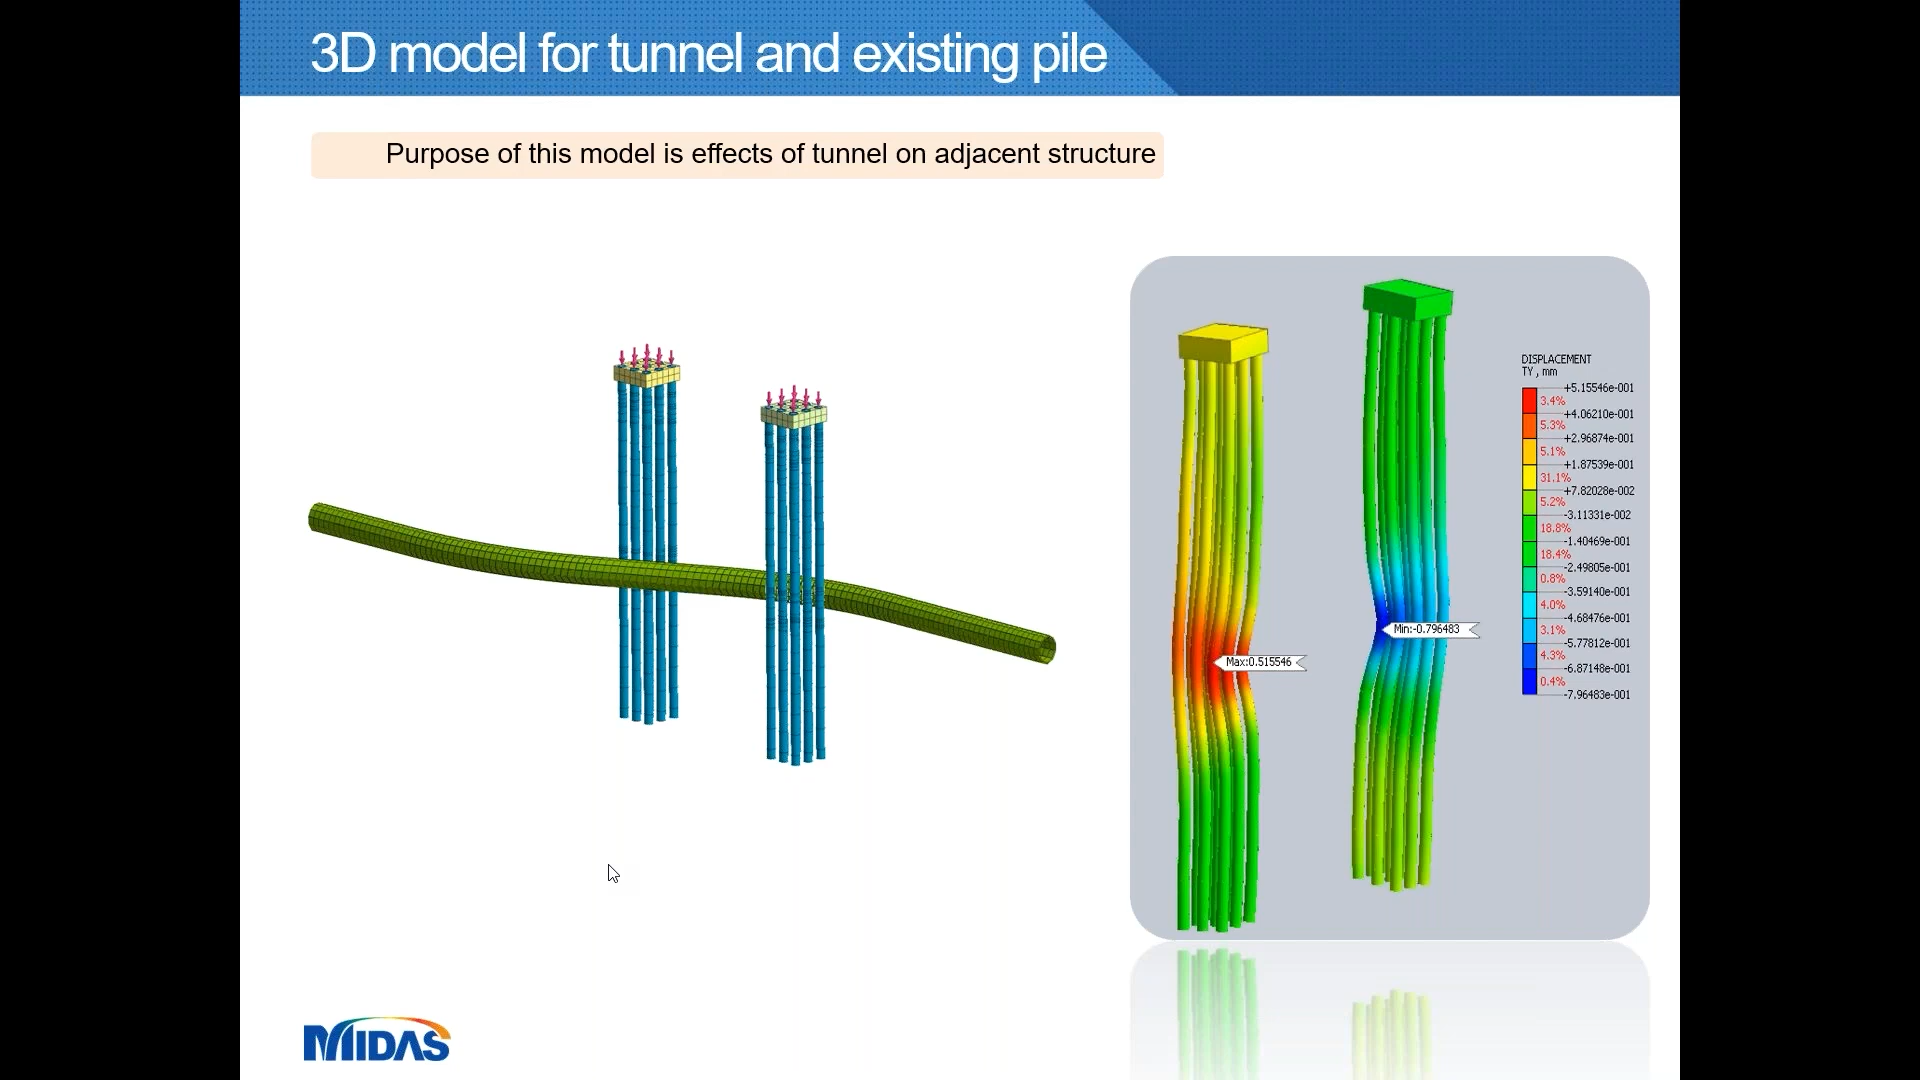 3D model for tunnel and existing pile
Purpose of this model is effects of tunnel on adjacent structure
Max:0.515546
Min:-0.796483
DISPLACEMENT
TY , mm
+5.15546e-001
3.4%
+4.06210e-001
5.3%
+2.96874e-001
5.1%
+1.87539e-001
31.1%
+7.82028e-002
5.2%
-3.11331e-002
18.8%
-1.40469e-001
18.4%
-2.49805e-001
0.8%
-3.59140e-001
4.0%
-4.68476e-001
3.1%
-5.77812e-001
4.3%
-6.87148e-001
0.4%
-7.96483e-001
MIDAS